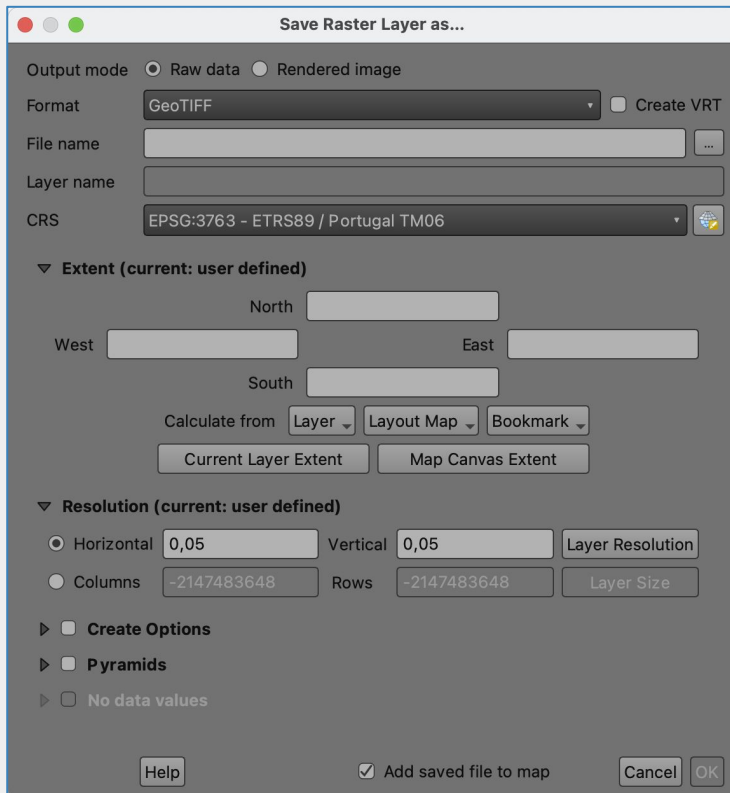 Save Raster Layer as...
Output mode Raw data Rendered image
Format GeoTIFF Create VRT
File name ...
Layer name
CRS EPSG:3763 - ETRS89 / Portugal TM06
Extent (current: user defined)
North
West East
South
Calculate from Layer Layout Map Bookmark
Current Layer Extent Map Canvas Extent
Resolution (current: user defined)
Horizontal 0,05 Vertical 0,05 Layer Resolution
Columns -2147483648 Rows -2147483648 Layer Size
Create Options
Pyramids
No data values
Help Add saved file to map Cancel OK